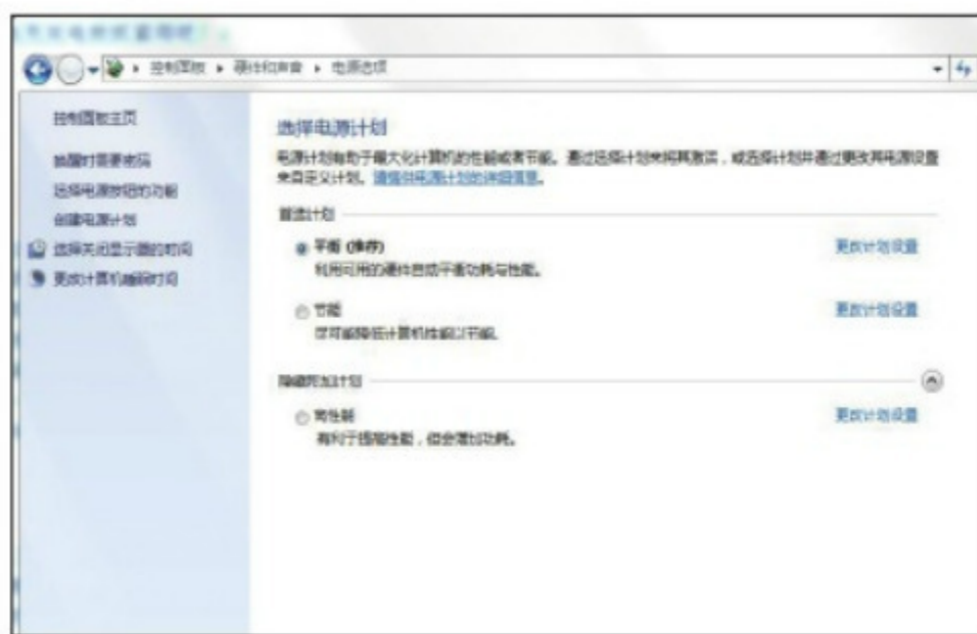 控制面板 ▸ 硬件和声音 ▸ 电源选项
控制面板主页
唤醒时需要密码
选择电源按钮的功能
创建电源计划
选择关闭显示器的时间
更改计算机睡眠时间
选择电源计划
电源计划有助于最大化计算机的性能或者节能。通过选择计划来将其激活，或选择计划并通过更改其电源设置
来自定义计划。请提供电源计划的详细信息。
首选计划
平衡 (推荐)
更改计划设置
利用可用的硬件自动平衡功耗与性能。
节能
更改计划设置
尽可能降低计算机性能以节能。
隐藏附加计划
高性能
更改计划设置
有利于提高性能，但会增加功耗。